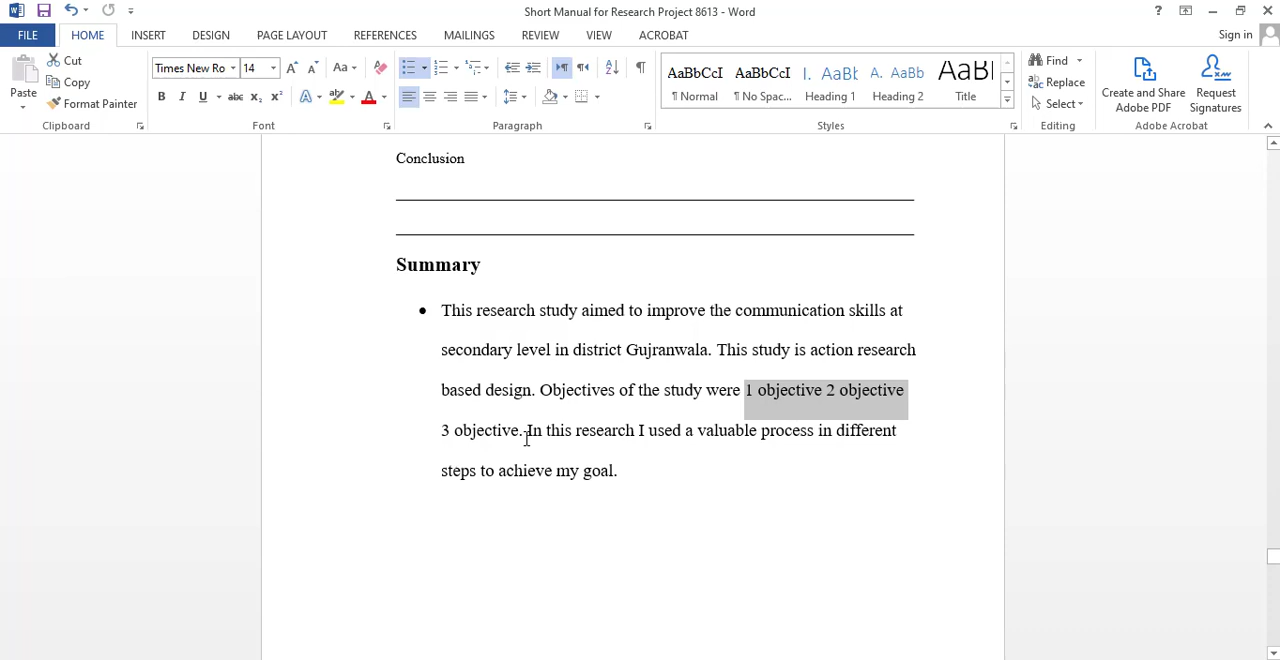 Short Manual for Research Project 8613 - Word
? Sign in
FILE HOME INSERT DESIGN PAGE LAYOUT REFERENCES MAILINGS REVIEW VIEW ACROBAT
Paste
Cut
Copy
Format Painter
Clipboard
Times New Ro 14 Aa
B I U abc x₂ x² A A
Font
Paragraph
AaBbCcI AaBbCcI AaBb A. AaBb AaBl
¶ Normal ¶ No Spac... Heading 1 Heading 2 Title
Styles
Find
Replace
Select
Editing
Create and Share Adobe PDF
Request Signatures
Adobe Acrobat
Conclusion
Summary
• This research study aimed to improve the communication skills at
secondary level in district Gujranwala. This study is action research
based design. Objectives of the study were 1 objective 2 objective
3 objective. In this research I used a valuable process in different
steps to achieve my goal.